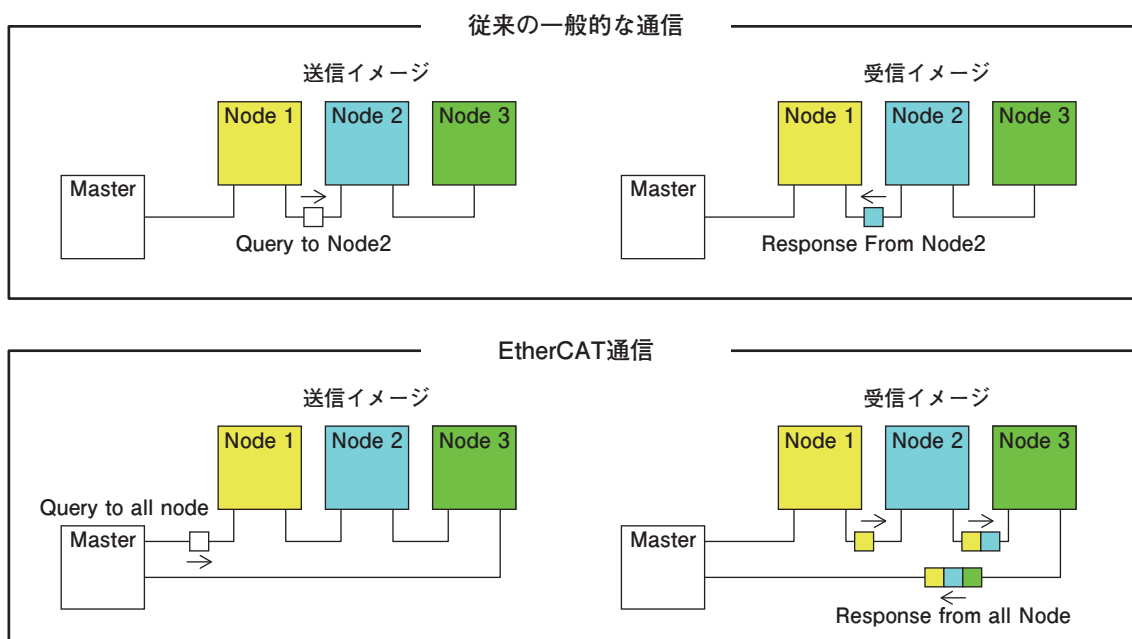 従来の一般的な通信
送信イメージ
Node 1
Node 2
Node 3
Master
Query to Node2
受信イメージ
Node 1
Node 2
Node 3
Master
Response From Node2
EtherCAT通信
送信イメージ
Node 1
Node 2
Node 3
Query to all node
Master
受信イメージ
Node 1
Node 2
Node 3
Master
Response from all Node